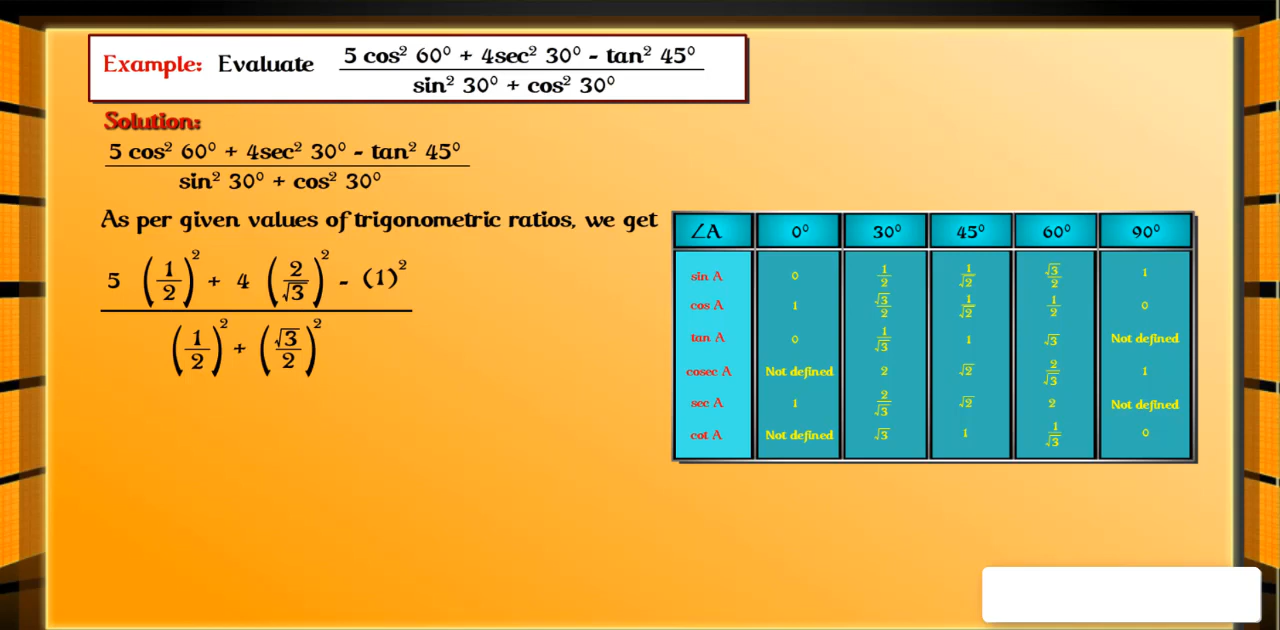 Example: Evaluate (5 cos² 60° + 4sec² 30° - tan² 45°) / (sin² 30° + cos² 30°)
Solution:
(5 cos² 60° + 4sec² 30° - tan² 45°) / (sin² 30° + cos² 30°)
As per given values of trigonometric ratios, we get
(5 (1/2)² + 4 (2/√3)² - (1)²) / ((1/2)² + (√3/2)²)
∠A 0° 30° 45° 60° 90°
sin A 0 1/2 1/√2 √3/2 1
cos A 1 √3/2 1/√2 1/2 0
tan A 0 1/√3 1 √3 Not defined
cosec A Not defined 2 √2 2/√3 1
sec A 1 2/√3 √2 2 Not defined
cot A Not defined √3 1 1/√3 0